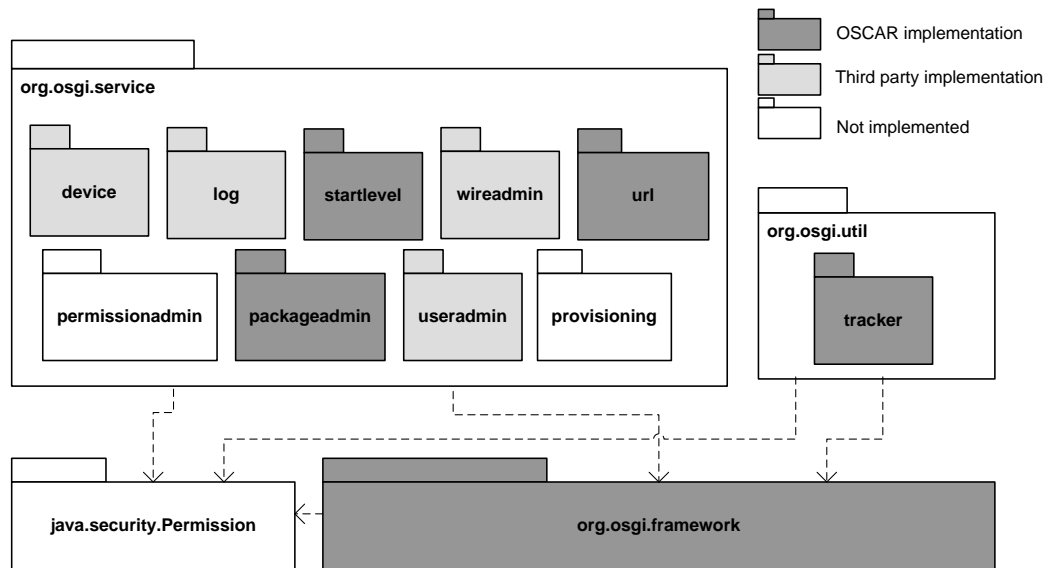 OSCAR implementation
Third party implementation
Not implemented
org.osgi.service
device
log
startlevel
wireadmin
url
permissionadmin
packageadmin
useradmin
provisioning
org.osgi.util
tracker
java.security.Permission
org.osgi.framework